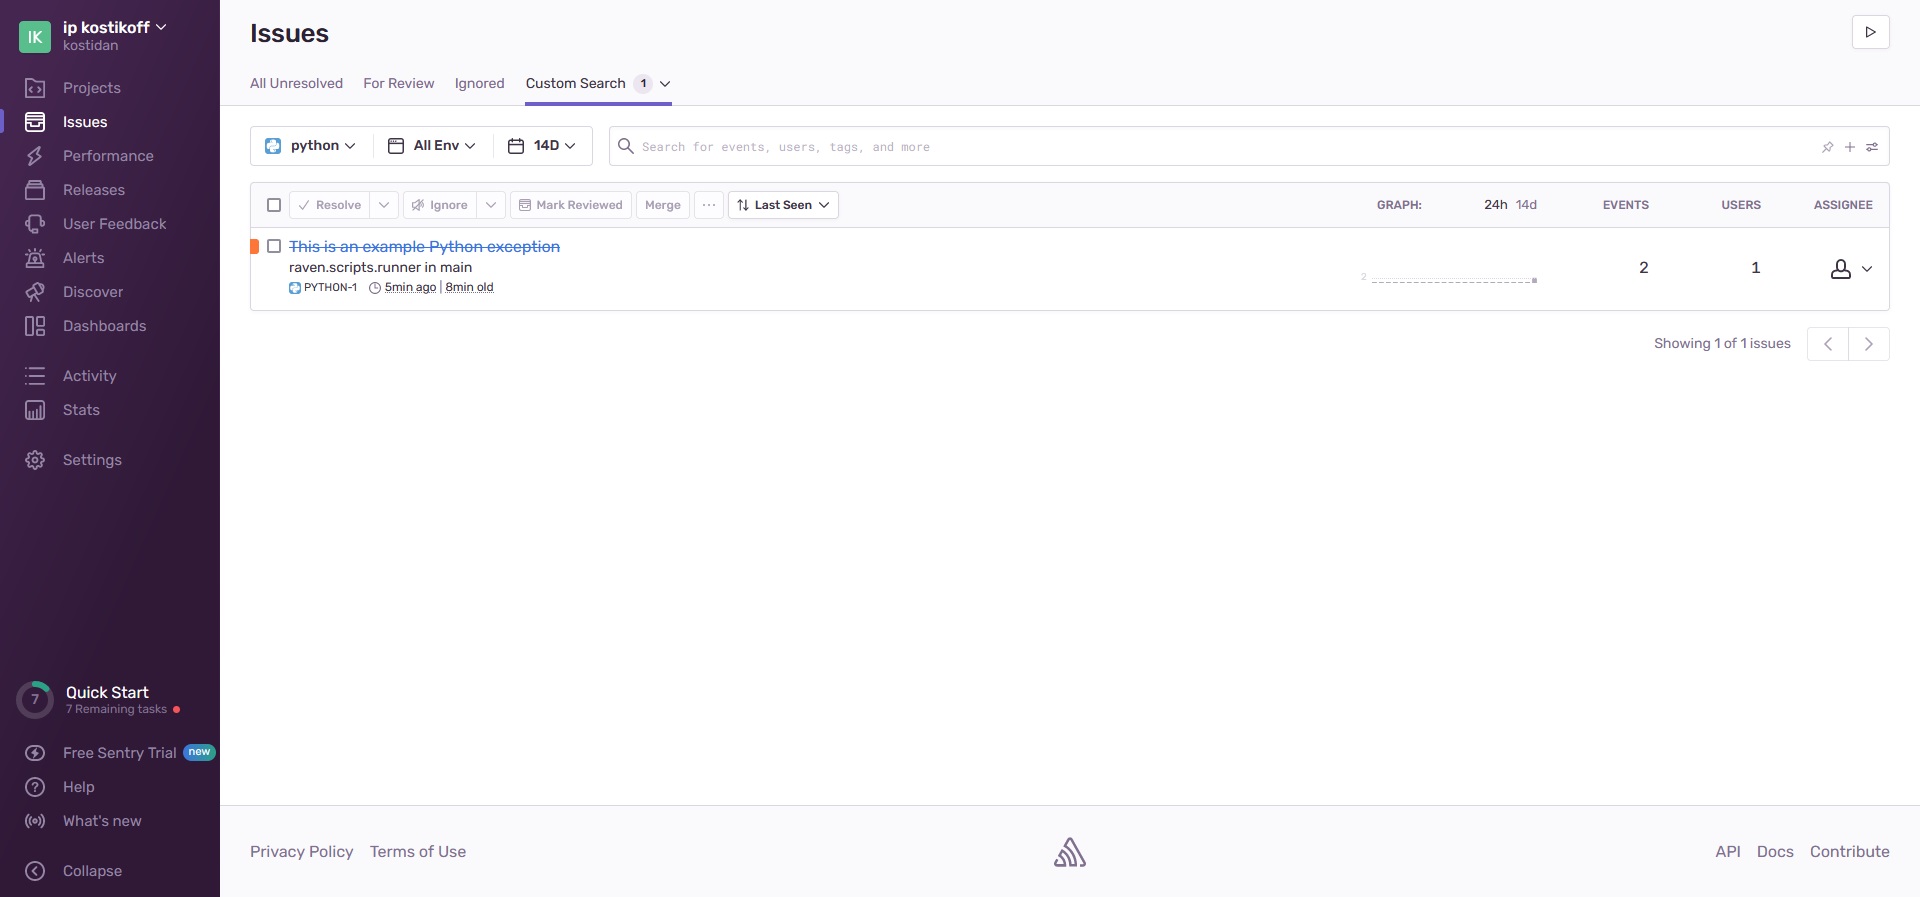 IK
ip kostikoff
kostidan
Projects
Issues
Performance
Releases
User Feedback
Alerts
Discover
Dashboards
Activity
Stats
Settings
7
Quick Start
7 Remaining tasks
Free Sentry Trial new
Help
What's new
Collapse
Issues
All Unresolved For Review Ignored Custom Search 1
python All Env 14D Search for events, users, tags, and more
Resolve Ignore Mark Reviewed Merge ... Last Seen GRAPH: 24h 14d EVENTS USERS ASSIGNEE
This is an example Python exception
raven.scripts.runner in main
PYTHON-1 5min ago | 8min old
2 2 1
Showing 1 of 1 issues
Privacy Policy Terms of Use API Docs Contribute